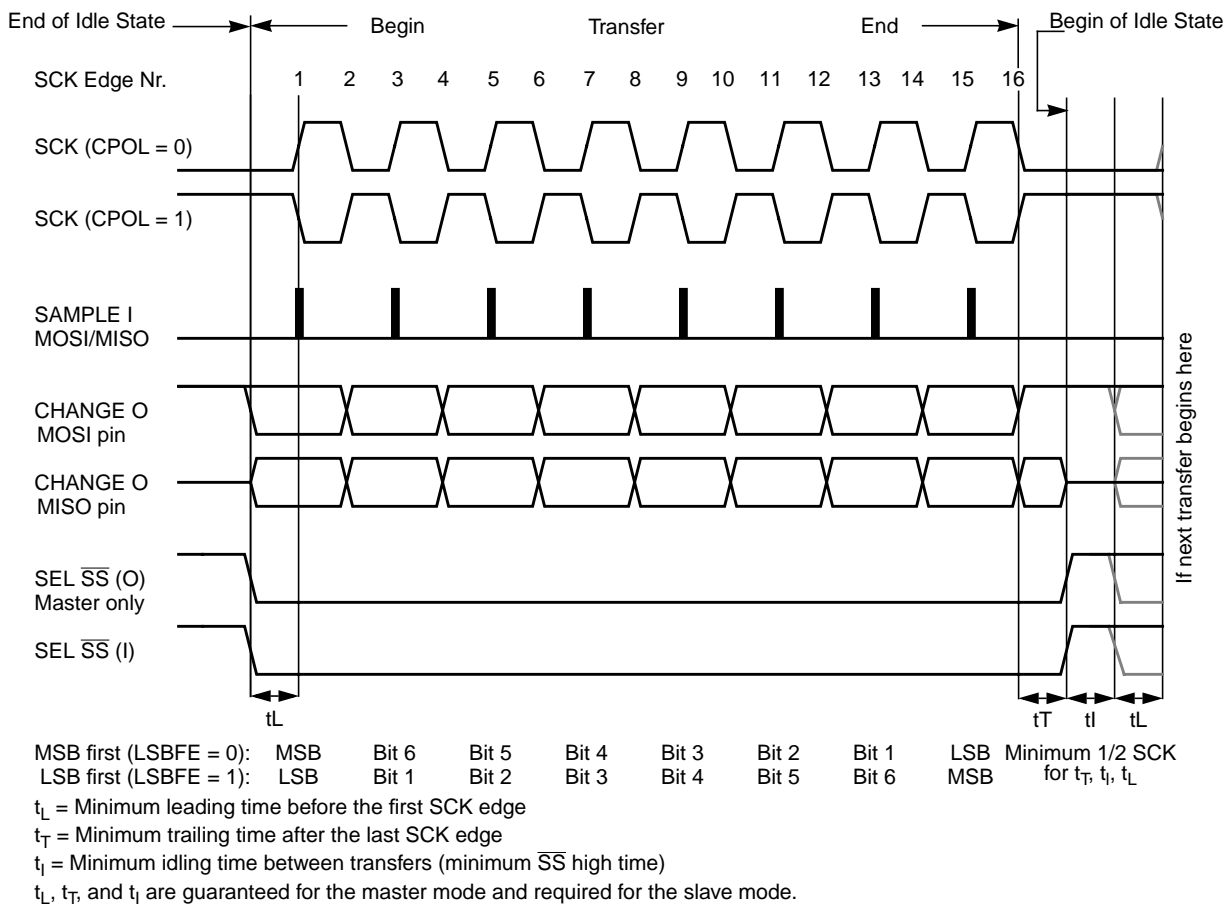 End of Idle State
Begin
Transfer
End
Begin of Idle State
SCK Edge Nr.
1 2 3 4 5 6 7 8 9 10 11 12 13 14 15 16
SCK (CPOL = 0)
SCK (CPOL = 1)
SAMPLE I
MOSI/MISO
CHANGE O
MOSI pin
CHANGE O
MISO pin
SEL S̅S̅ (O)
Master only
SEL S̅S̅ (I)
If next transfer begins here
tL
tT
tI
tL
MSB first (LSBFE = 0): MSB Bit 6 Bit 5 Bit 4 Bit 3 Bit 2 Bit 1 LSB
LSB first (LSBFE = 1): LSB Bit 1 Bit 2 Bit 3 Bit 4 Bit 5 Bit 6 MSB
Minimum 1/2 SCK
for tT, tI, tL
tL = Minimum leading time before the first SCK edge
tT = Minimum trailing time after the last SCK edge
tI = Minimum idling time between transfers (minimum S̅S̅ high time)
tL, tT, and tI are guaranteed for the master mode and required for the slave mode.